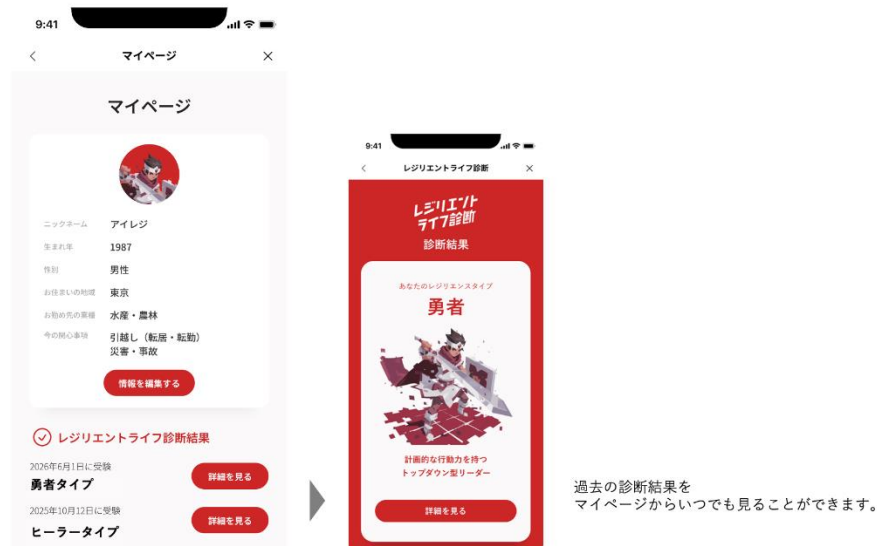 9:41
マイページ
マイページ
ニックネーム アイレジ
生まれ年 1987
性別 男性
お住まいの地域 東京
お勤め先の業種 水産・農林
今の関心事項 引越し（転居・転勤）
災害・事故
情報を編集する
レジリエントライフ診断結果
2026年6月1日に受験
勇者タイプ
詳細を見る
2025年10月12日に受験
ヒーラータイプ
詳細を見る
9:41
レジリエントライフ診断
レジリエント
ライフ診断
診断結果
あなたのレジリエンスタイプ
勇者
計画的な行動力を持つ
トップダウン型リーダー
詳細を見る
過去の診断結果を
マイページからいつでも見ることができます。